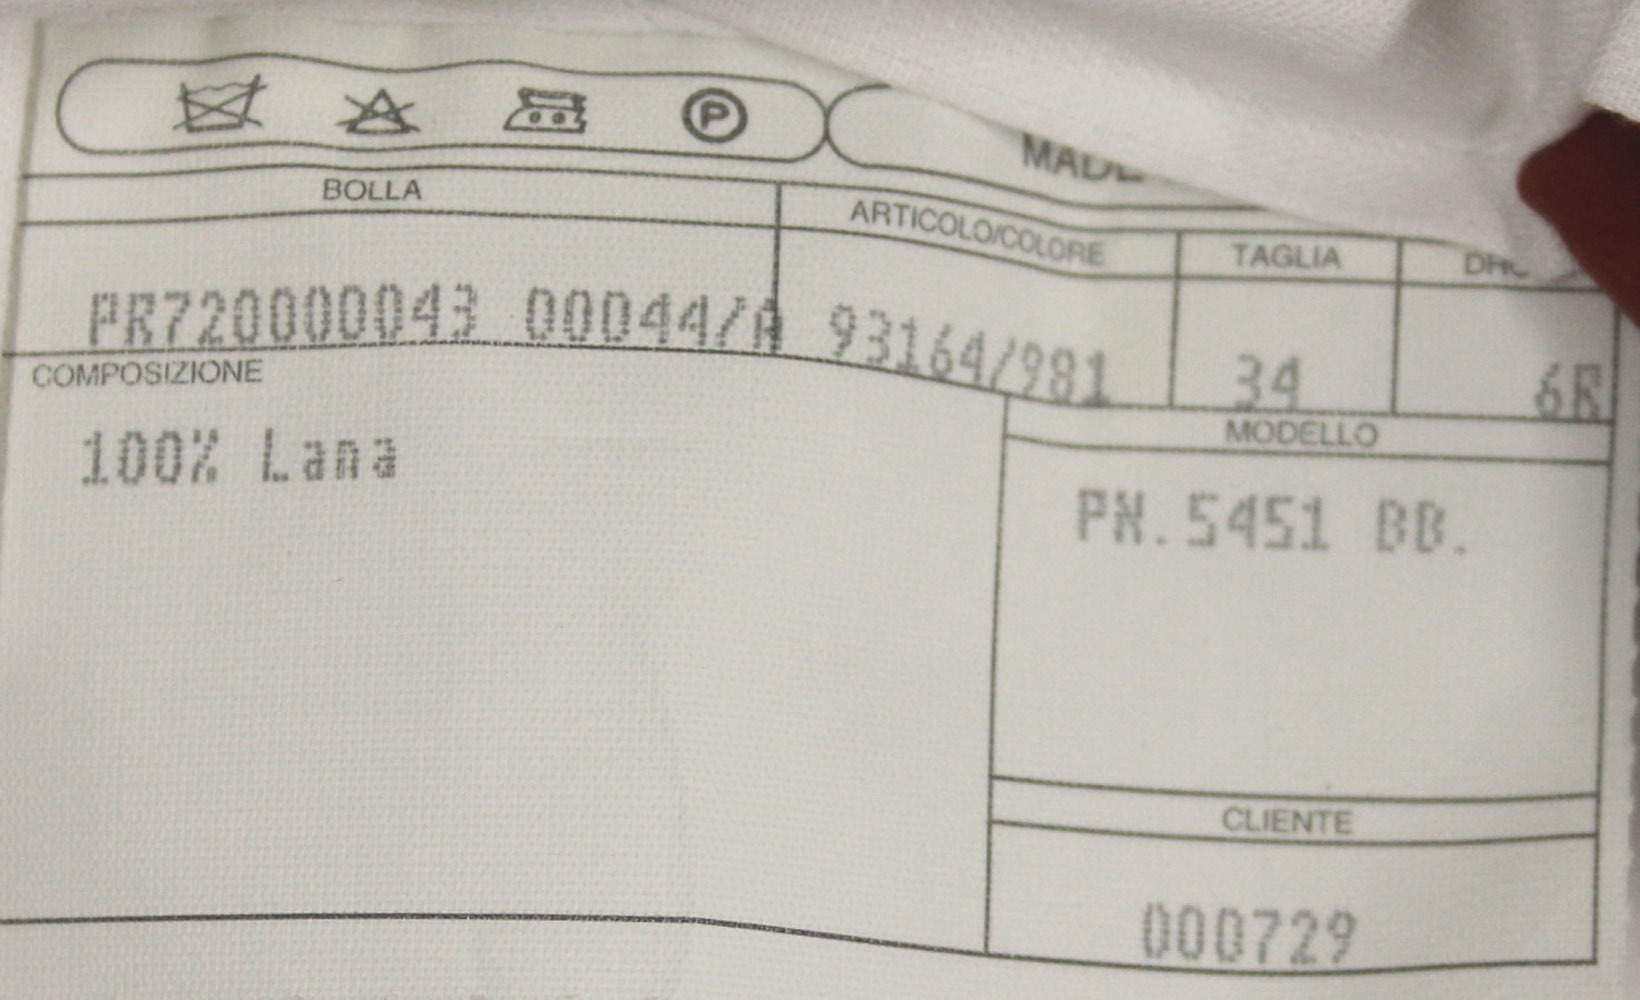 P
MADE
BOLLA ARTICOLO/COLORE TAGLIA
PR720000043 00044/A 93164/981 34 6R
COMPOSIZIONE
100% Lana
MODELLO
PN.5451 BB.
CLIENTE
000729